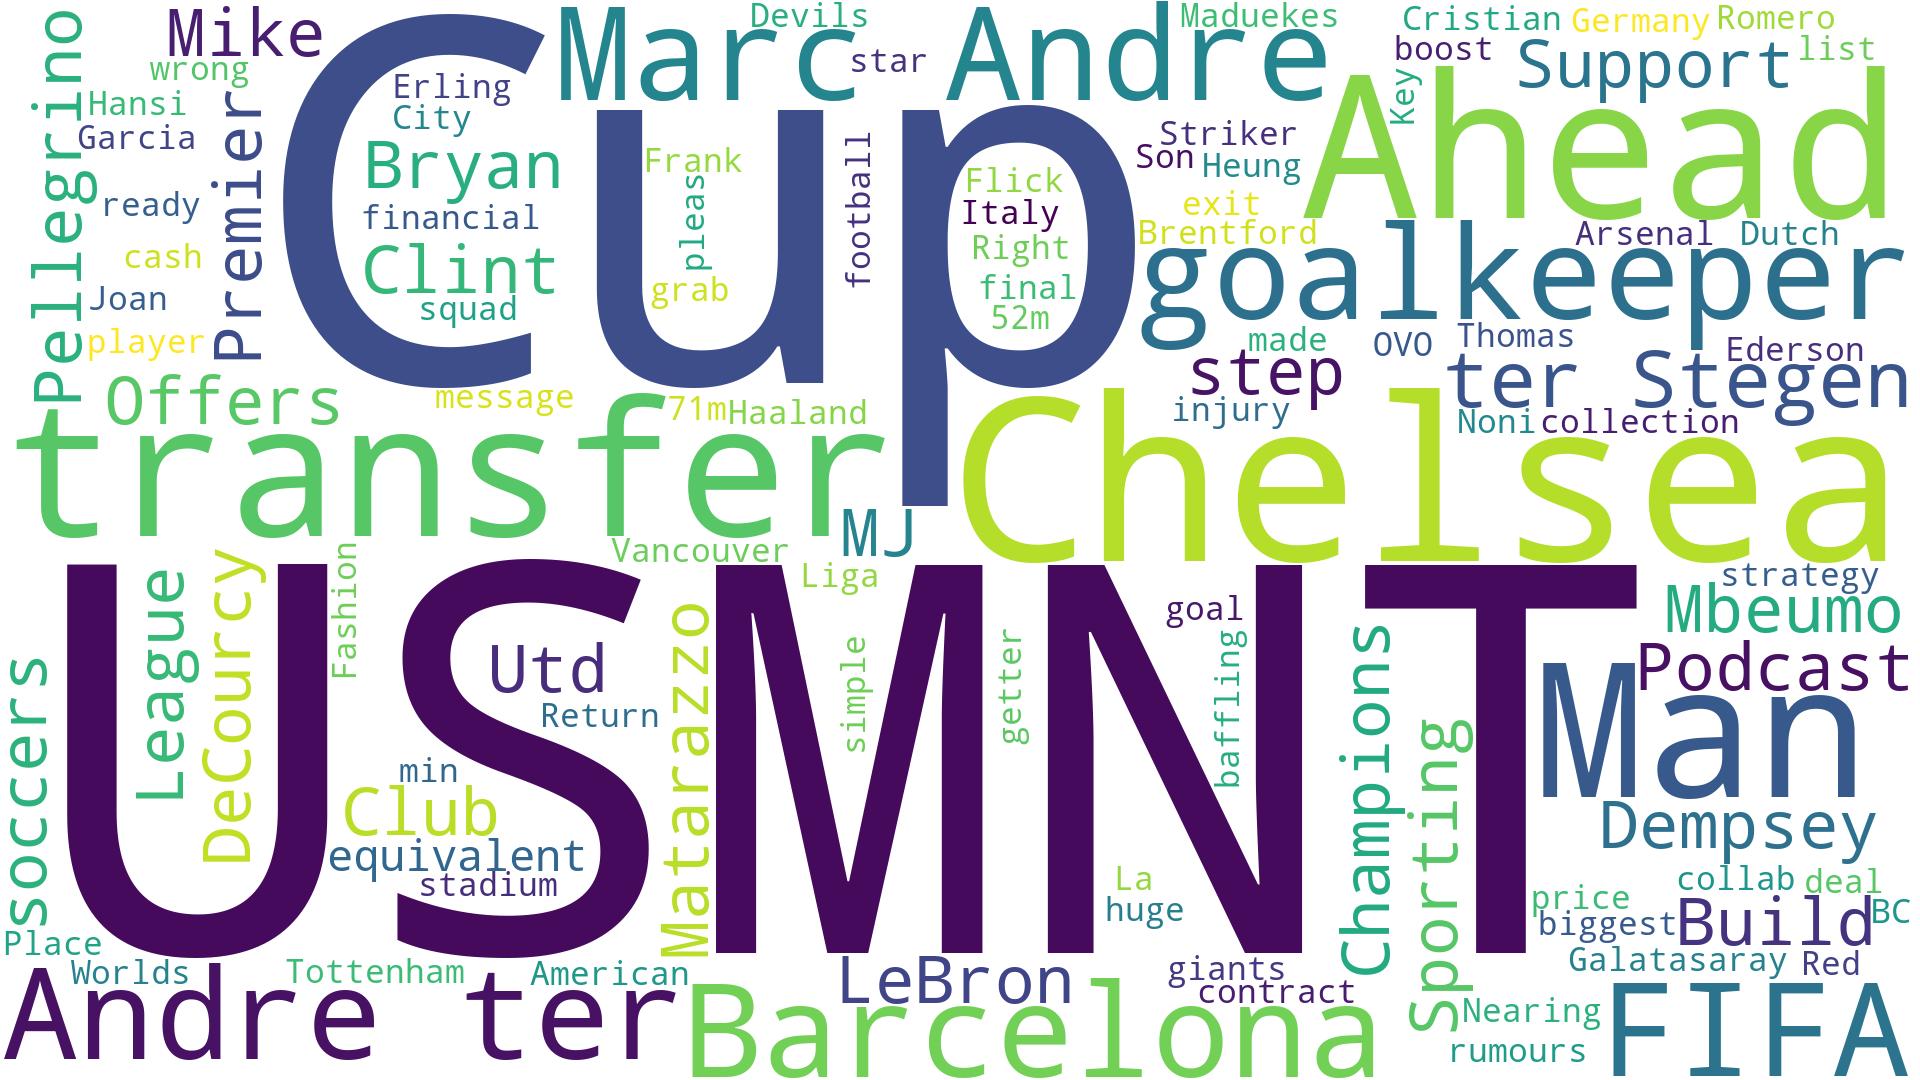 Mike
Marc Andre
Devils
Maduekes
Cristian
Germany
Romero
wrong
Erling
star
boost
Support
list
Hansi
City
Key
Ahead
Garcia
Pellegrino
Premier
Cup
Bryan
Frank
football
Striker
Son
Heung
ready
financial
pleas
Flick
Italy
exit
cash
Clint
Right
Brentford
Arsenal
Dutch
Joan
squad
grab
final
52m
goalkeeper
player
made
OVO
Thomas
Ederson
Offers
message
71m
Haaland
step
injury
ter Stegen
Noni
collection
transfer
Chelsea
MJ
Vancouver
Liga
League
DeCourcy
Fashion
USMNT
strategy
Mbeumo
goal
soccers
Utd
Return
Matarazzo
simple
getter
baffling
Champions
Podcast
Man
min
Club
equivalent
stadium
Sporting
Dempsey
La
huge
collab
deal
price
biggest
Build
BC
Place
Worlds
Tottenham
American
LeBron
giants
contract
Galatasaray
Red
Andre ter
Barcelona
Nearing
rumours
FIFA